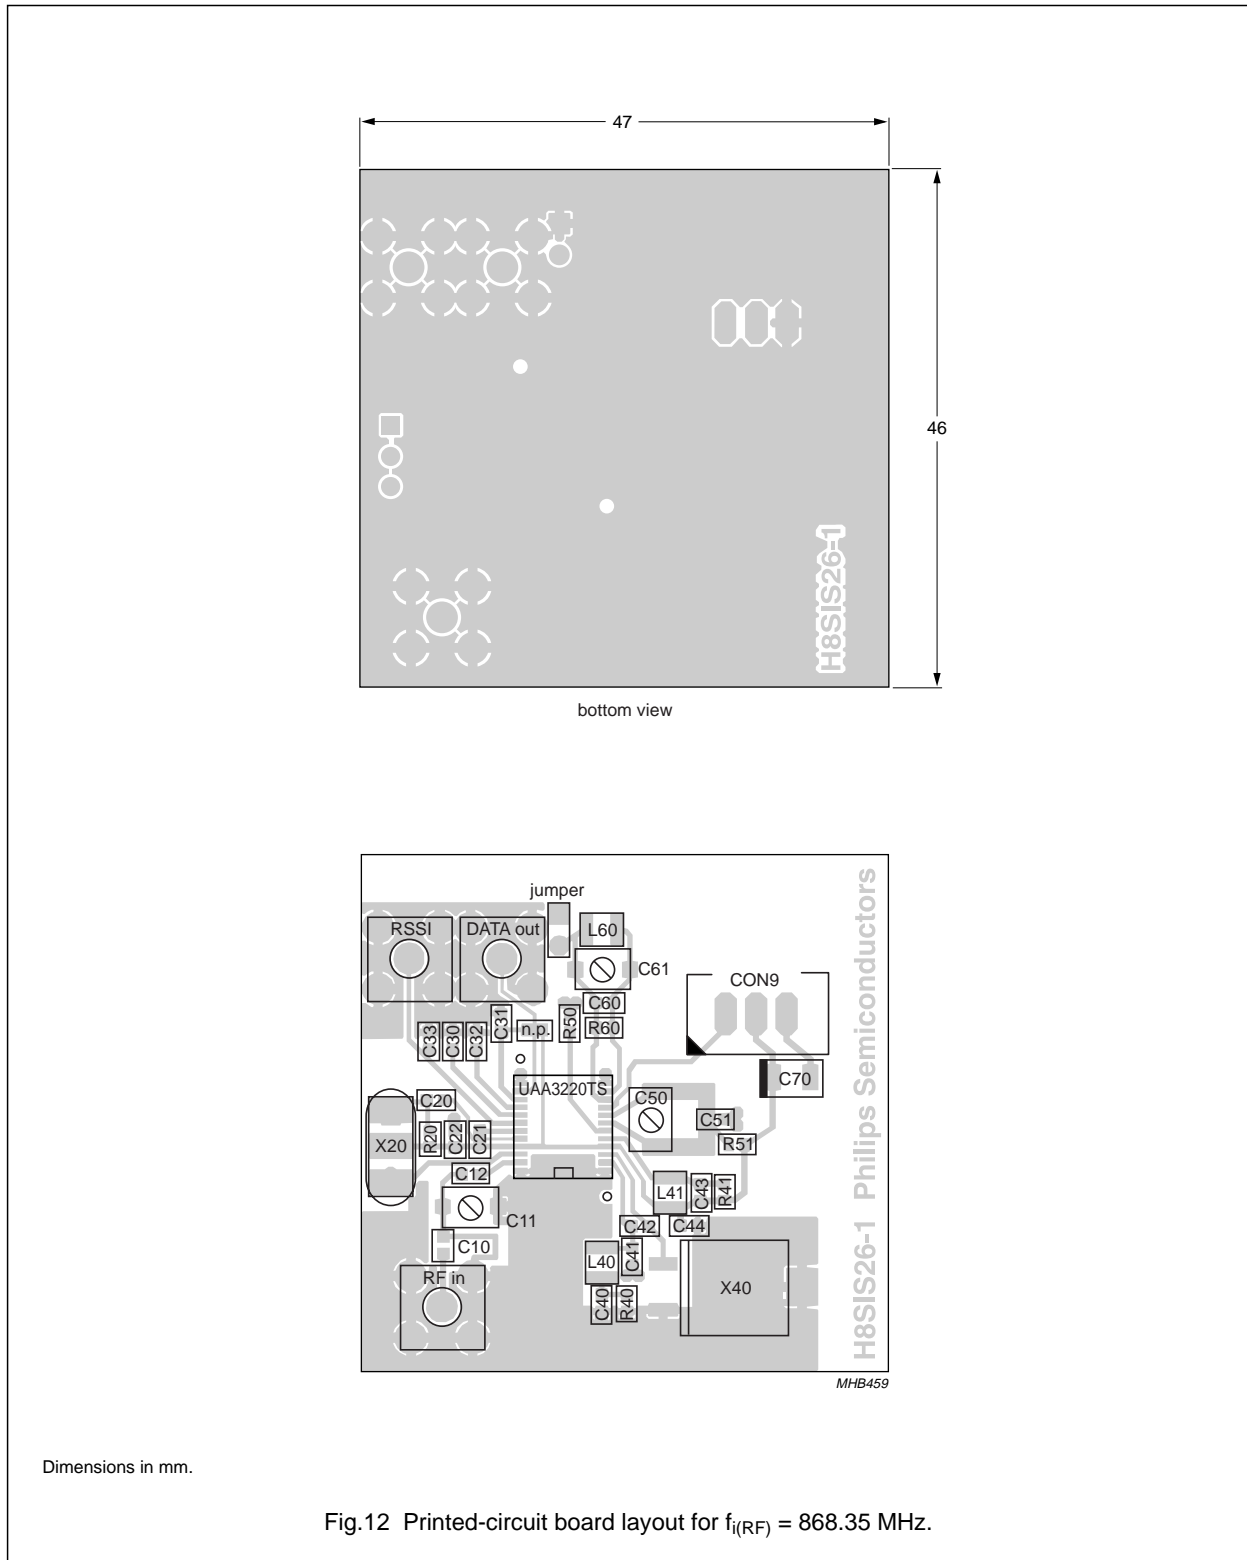 47
46
H8SIS26-1
bottom view
jumper
RSSI
DATA out
L60
C61
CON9
C60
R60
R50
n.p.
C31
C33
C30
C32
C70
UAA3220TS
C50
C51
R51
C20
X20
R20
C22
C21
C12
C11
C10
L41
C43
R41
C42
C44
L40
C41
C40
R40
X40
RF in
H8SIS26-1 Philips Semiconductors
MHB459
Dimensions in mm.
Fig.12 Printed-circuit board layout for fi(RF) = 868.35 MHz.